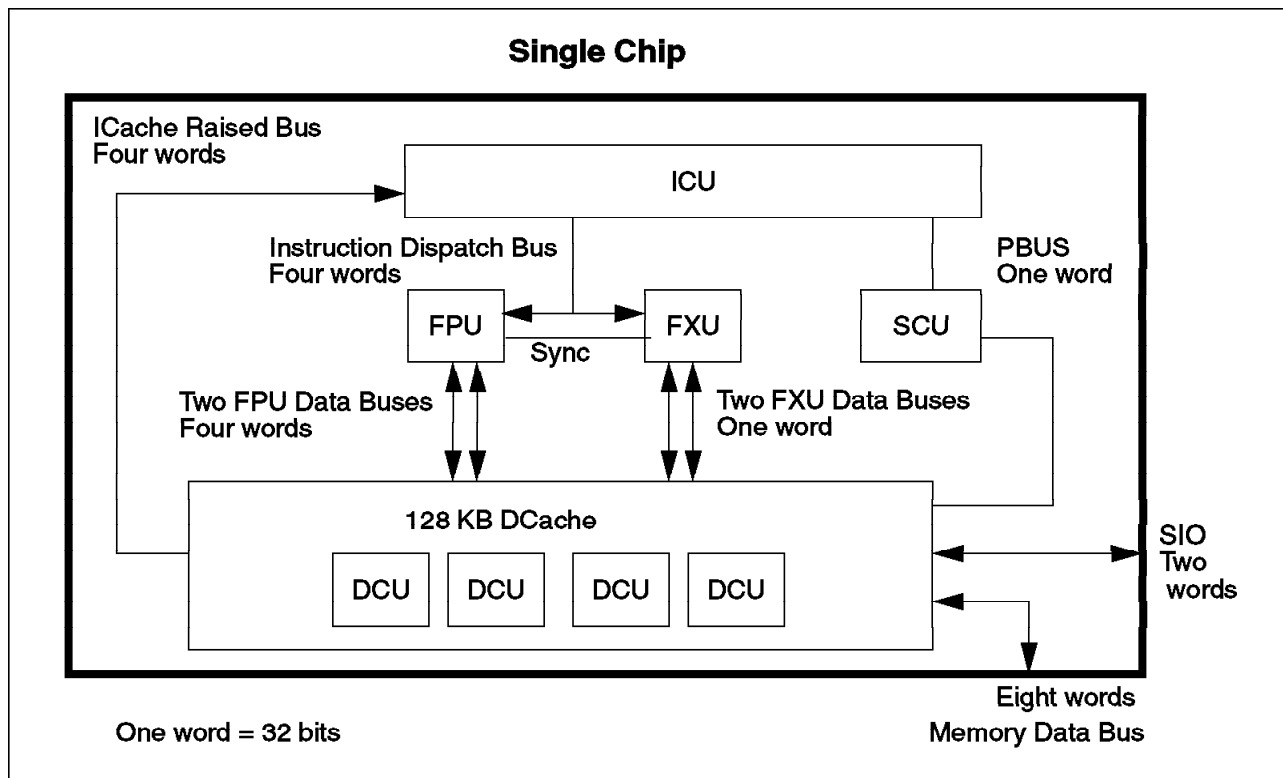 Single Chip
ICache Raised Bus
Four words
ICU
Instruction Dispatch Bus
Four words
PBUS
One word
FPU
FXU
SCU
Sync
Two FPU Data Buses
Four words
Two FXU Data Buses
One word
128 KB DCache
DCU
DCU
DCU
DCU
SIO
Two
words
Eight words
Memory Data Bus
One word = 32 bits